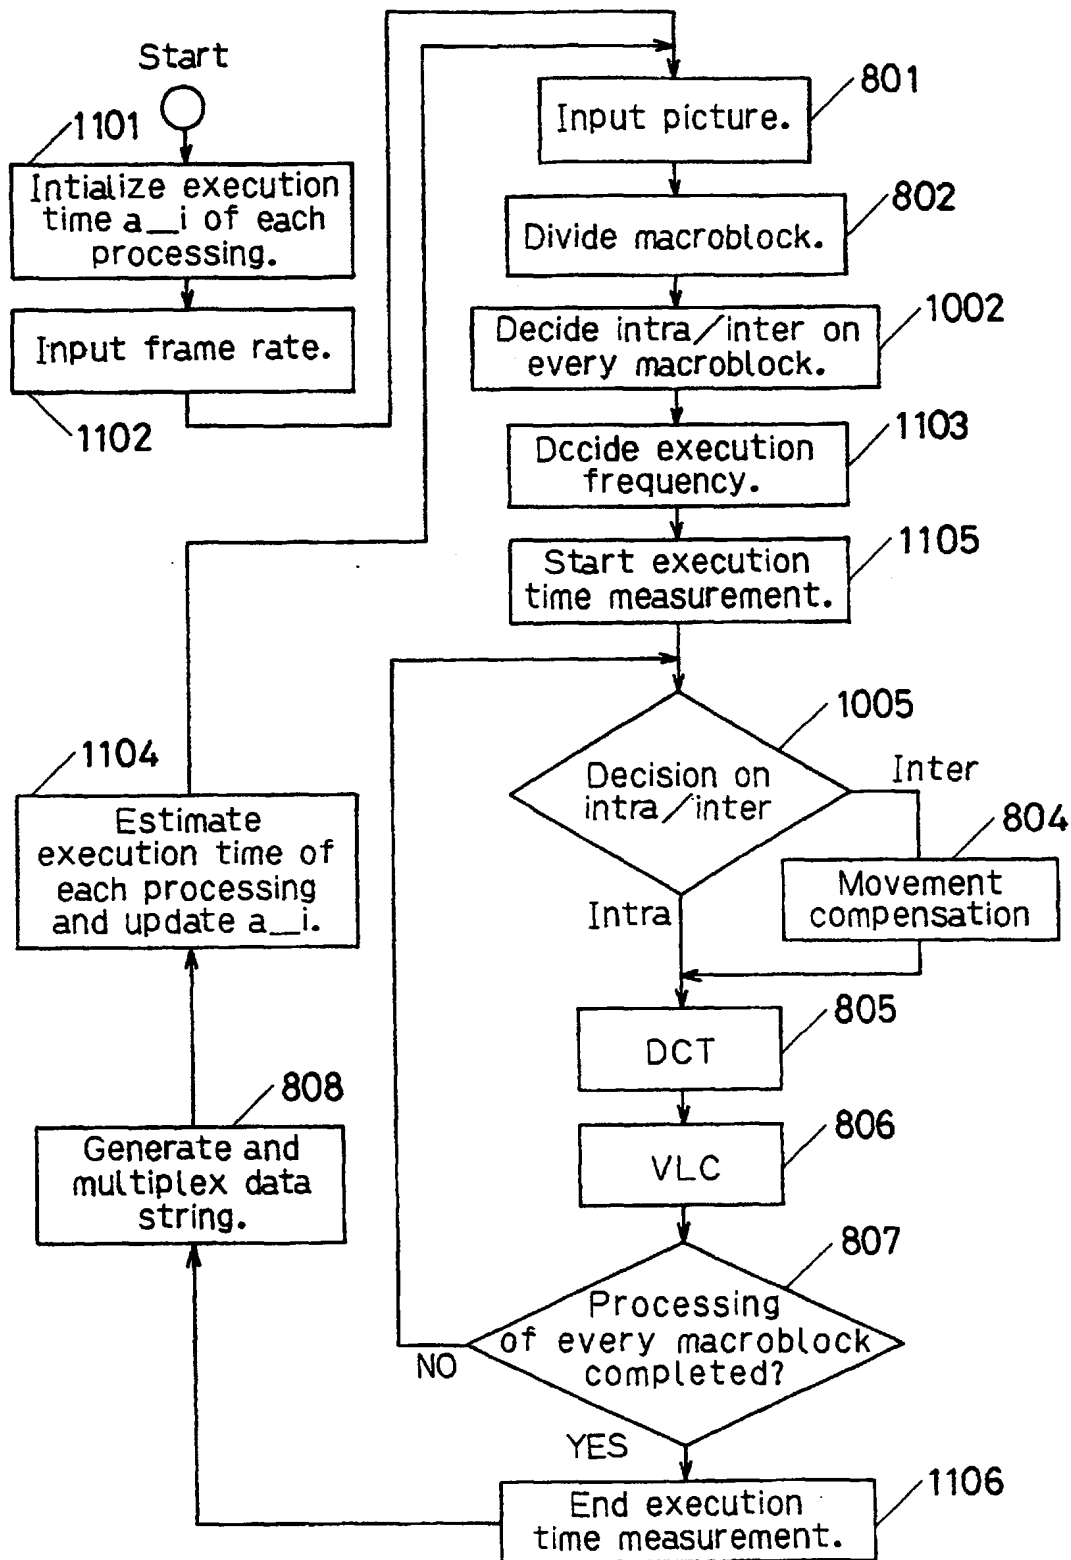 Start
1101
Intialize execution
time a_i of each
processing.
Input frame rate.
1102
801
Input picture.
802
Divide macroblock.
1002
Decide intra/inter on
every macroblock.
1103
Dccide execution
frequency.
1105
Start execution
time measurement.
1005
Decision on
intra/inter
Inter
804
Movement
compensation
Intra
805
DCT
806
VLC
807
Processing
of every macroblock
completed?
NO
YES
1106
End execution
time measurement.
808
Generate and
multiplex data
string.
1104
Estimate
execution time of
each processing
and update a_i.